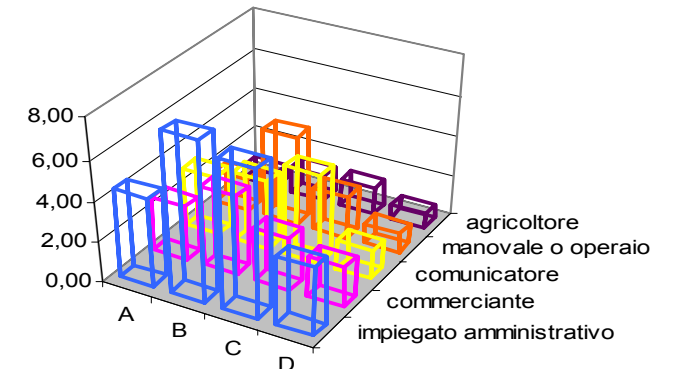 8,00
6,00
4,00
2,00
0,00
A
B
C
D
agricoltore
manovale o operaio
comunicatore
commerciante
impiegato amministrativo